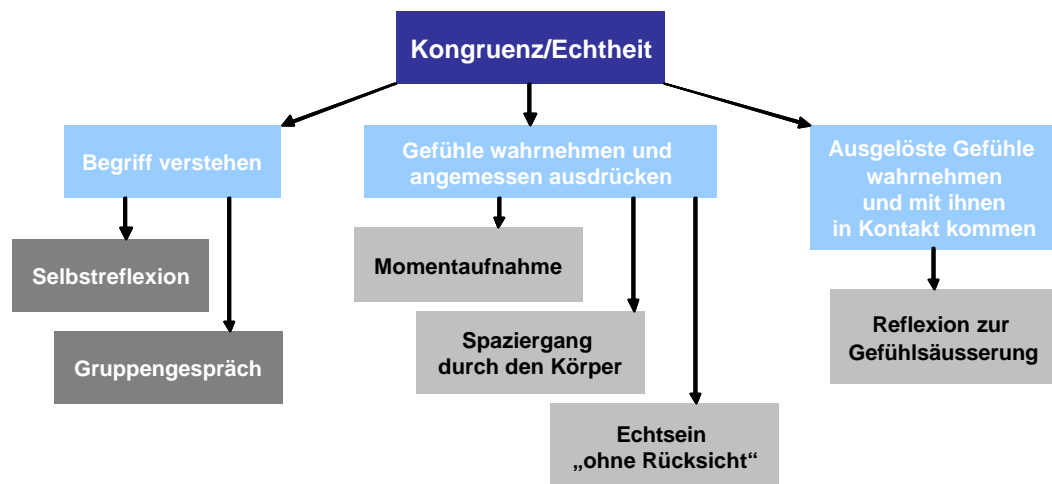 Kongruenz/Echtheit
Begriff verstehen
Gefühle wahrnehmen und
angemessen ausdrücken
Ausgelöste Gefühle
wahrnehmen
und mit ihnen
in Kontakt kommen
Selbstreflexion
Gruppengespräch
Momentaufnahme
Spaziergang
durch den Körper
Echtsein
„ohne Rücksicht“
Reflexion zur
Gefühlsäusserung